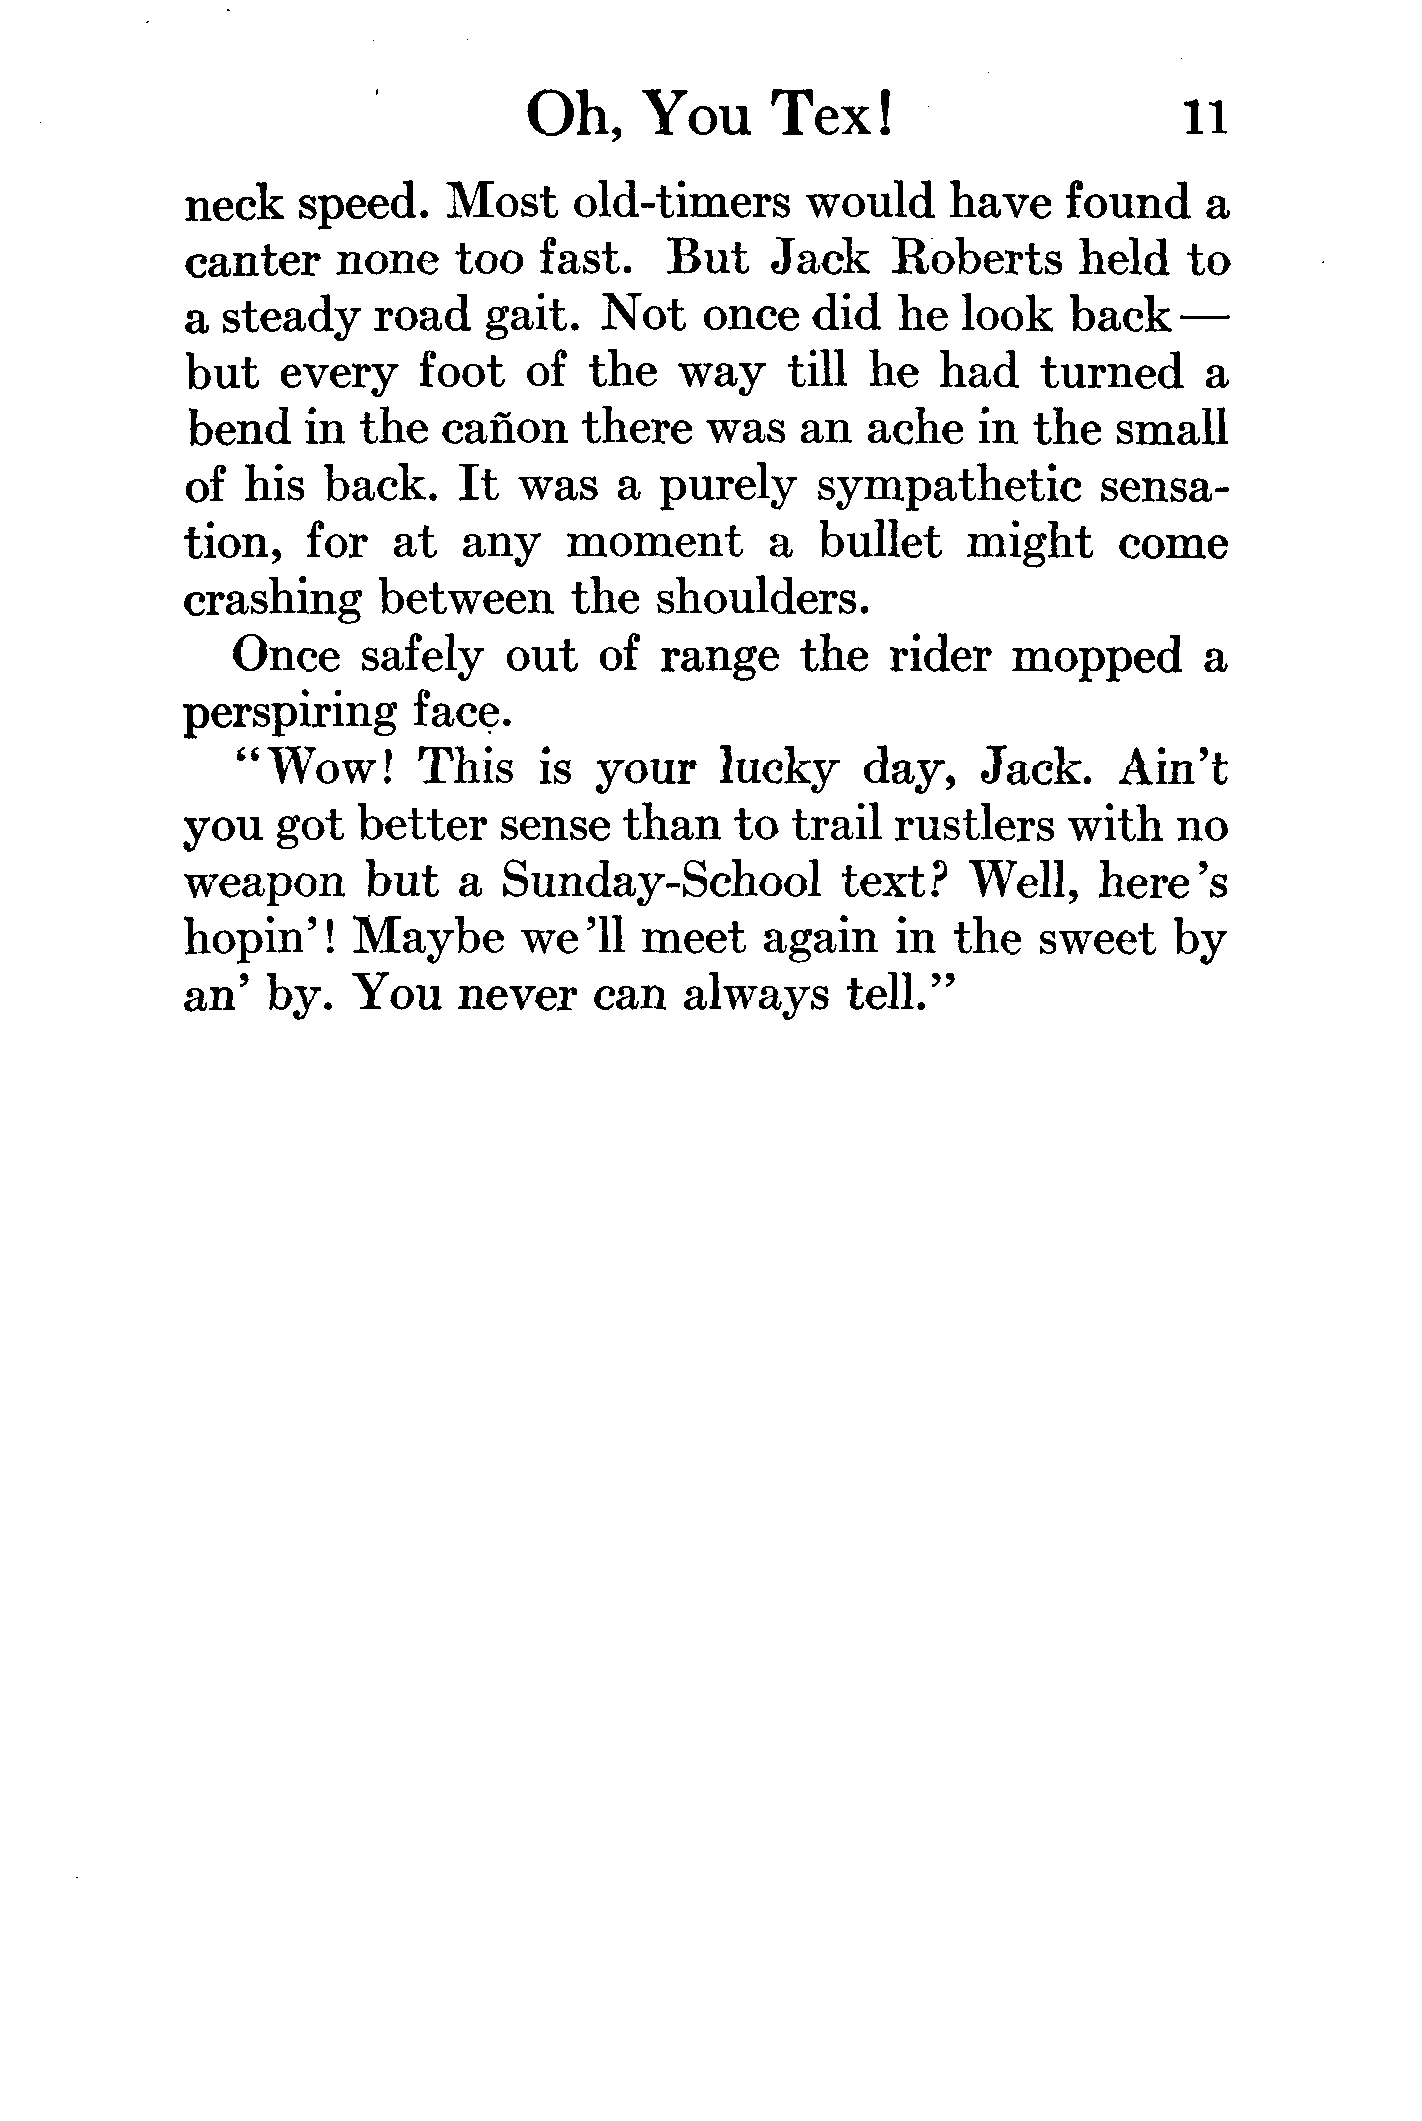 Oh, You Tex! 11
neck speed. Most old-timers would have found a
canter none too fast. But Jack Roberts held to
a steady road gait. Not once did he look back—
but every foot of the way till he had turned a
bend in the cañon there was an ache in the small
of his back. It was a purely sympathetic sensa-
tion, for at any moment a bullet might come
crashing between the shoulders.
Once safely out of range the rider mopped a
perspiring face.
“Wow! This is your lucky day, Jack. Ain’t
you got better sense than to trail rustlers with no
weapon but a Sunday-School text? Well, here’s
hopin’! Maybe we’ll meet again in the sweet by
an’ by. You never can always tell.”